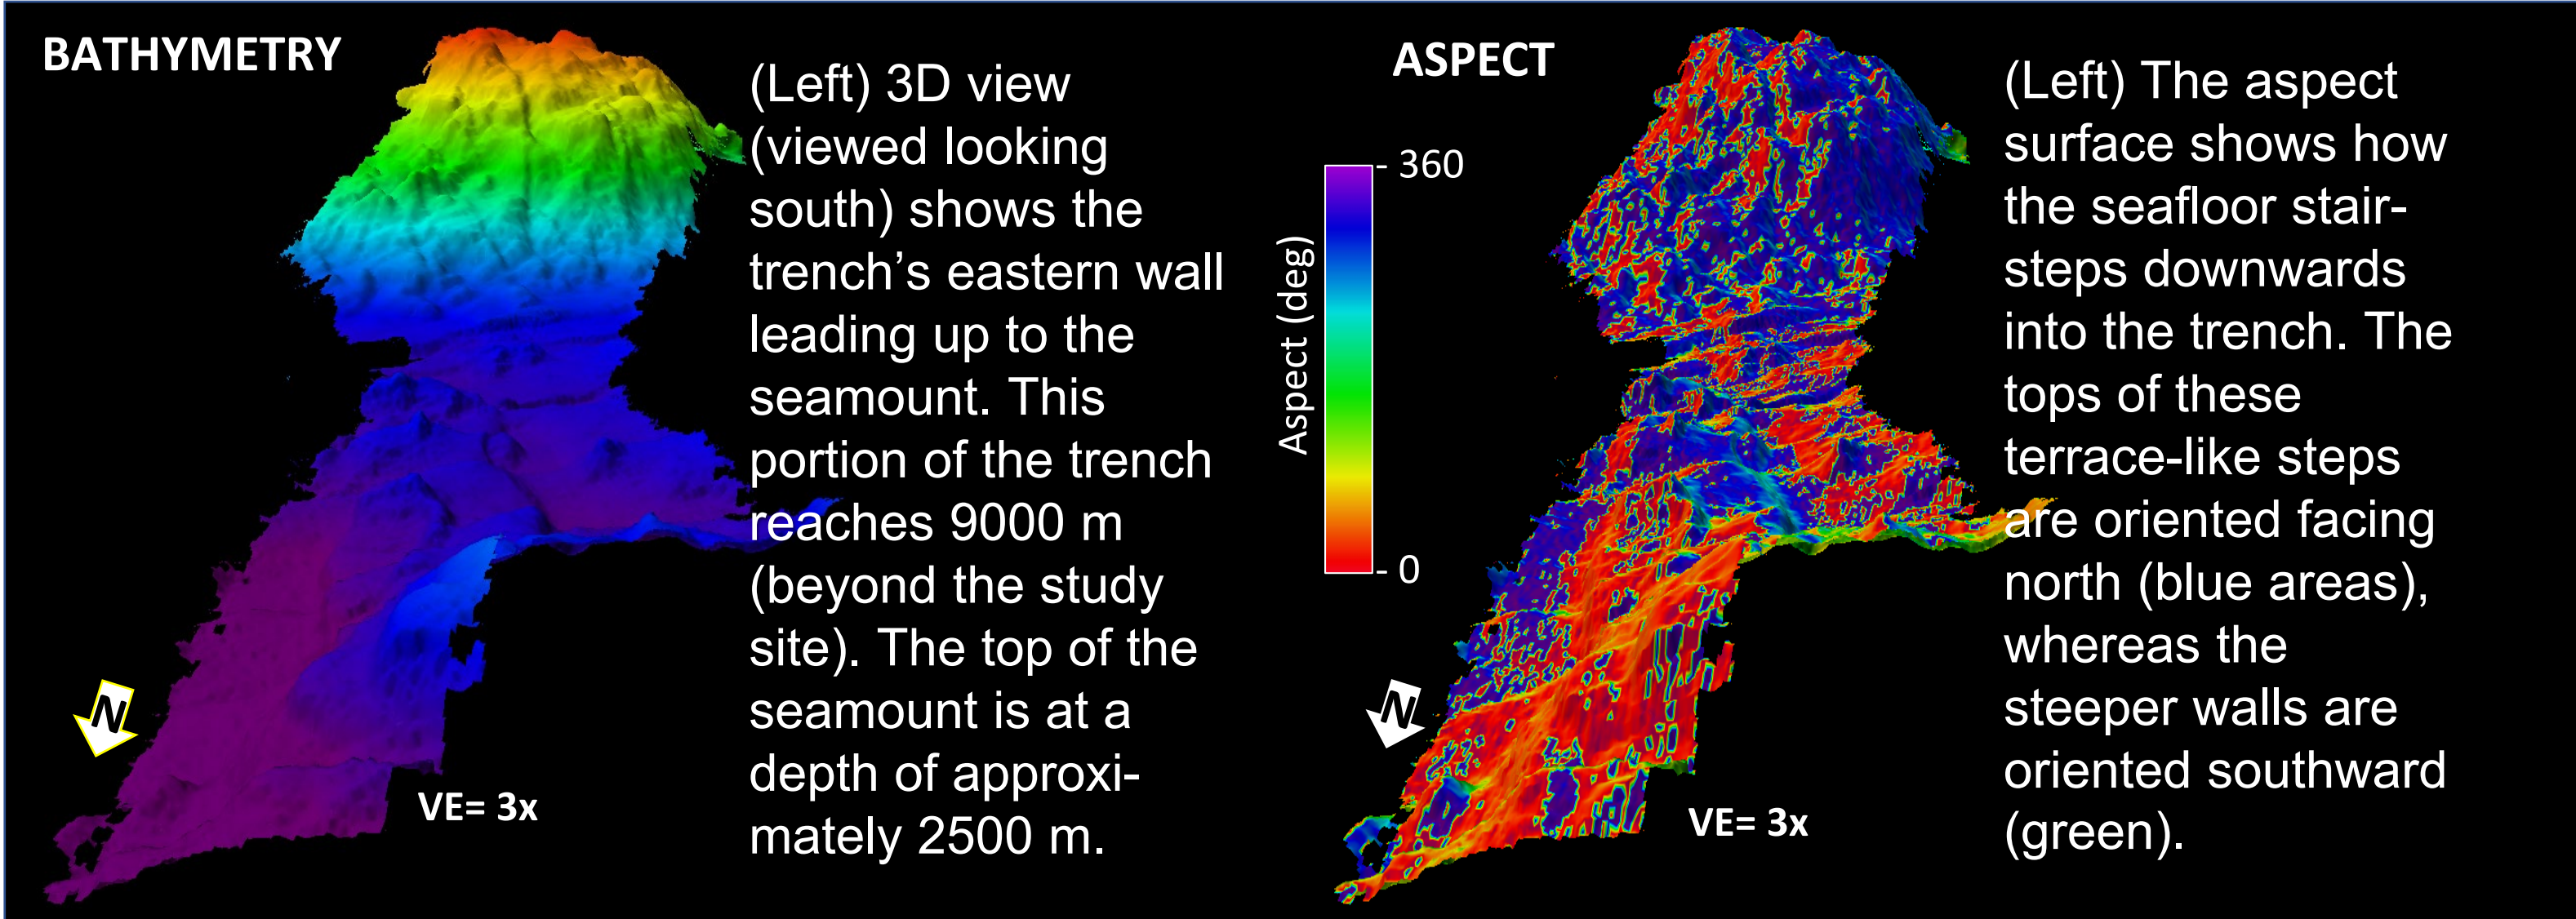 BATHYMETRY
(Left) 3D view
(viewed looking
south) shows the
trench’s eastern wall
leading up to the
seamount. This
portion of the trench
reaches 9000 m
(beyond the study
site). The top of the
seamount is at a
depth of approxi-
mately 2500 m.
N
VE= 3x
ASPECT
- 360
Aspect (deg)
- 0
N
VE= 3x
(Left) The aspect
surface shows how
the seafloor stair-
steps downwards
into the trench. The
tops of these
terrace-like steps
are oriented facing
north (blue areas),
whereas the
steeper walls are
oriented southward
(green).